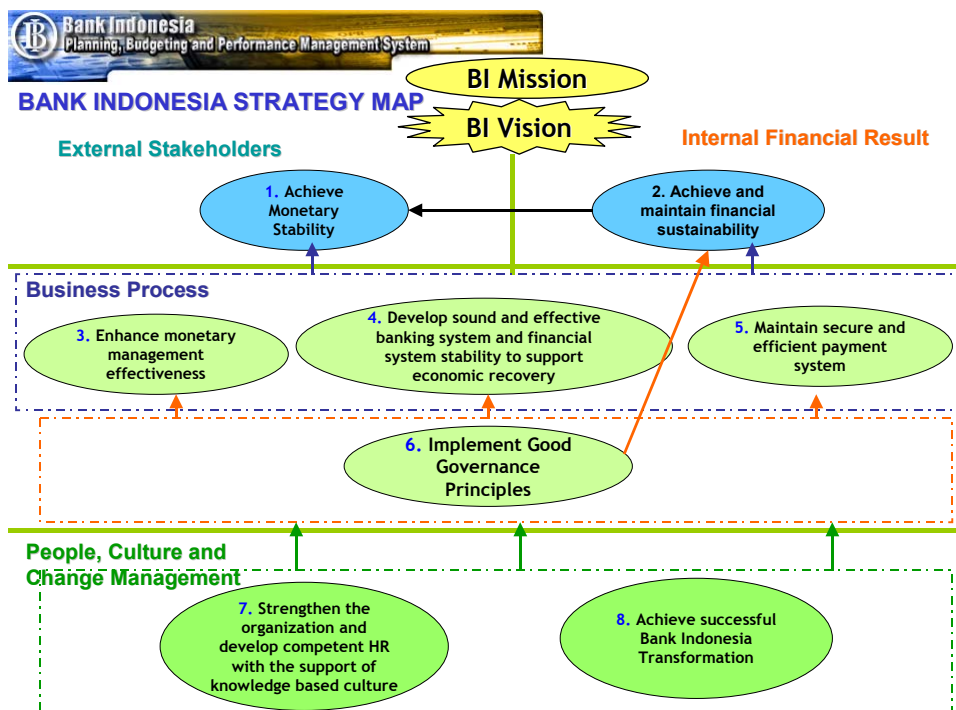 Bank Indonesia
Planning, Budgeting and Performance Management System
BI Mission
BANK INDONESIA STRATEGY MAP
BI Vision
External Stakeholders
Internal Financial Result
1. Achieve
Monetary
Stability
2. Achieve and
maintain financial
sustainability
Business Process
3. Enhance monetary
management
effectiveness
4. Develop sound and effective
banking system and financial
system stability to support
economic recovery
5. Maintain secure and
efficient payment
system
6. Implement Good
Governance
Principles
People, Culture and
Change Management
7. Strengthen the
organization and
develop competent HR
with the support of
knowledge based culture
8. Achieve successful
Bank Indonesia
Transformation